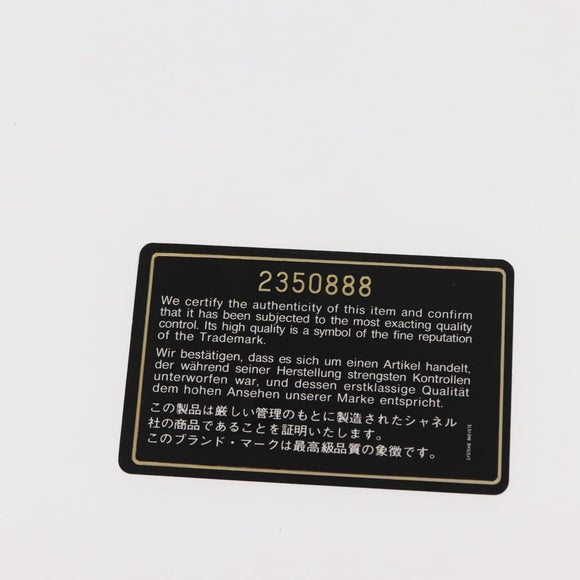 2350888
We certify the authenticity of this item and confirm
that it has been subjected to the most exacting quality
control. Its high quality is a symbol of the fine reputation
of the Trademark.
Wir bestätigen, dass es sich um einen Artikel handelt,
der während seiner Herstellung strengsten Kontrollen
unterworfen war, und dessen erstklassige Qualität
dem hohen Ansehen unserer Marke entspricht.
この製品は厳しい管理のもとに製造されたシャネル
社の商品であることを証明いたします。
このブランド・マークは最高級品質の象徴です。
SYSTEME BREVETE